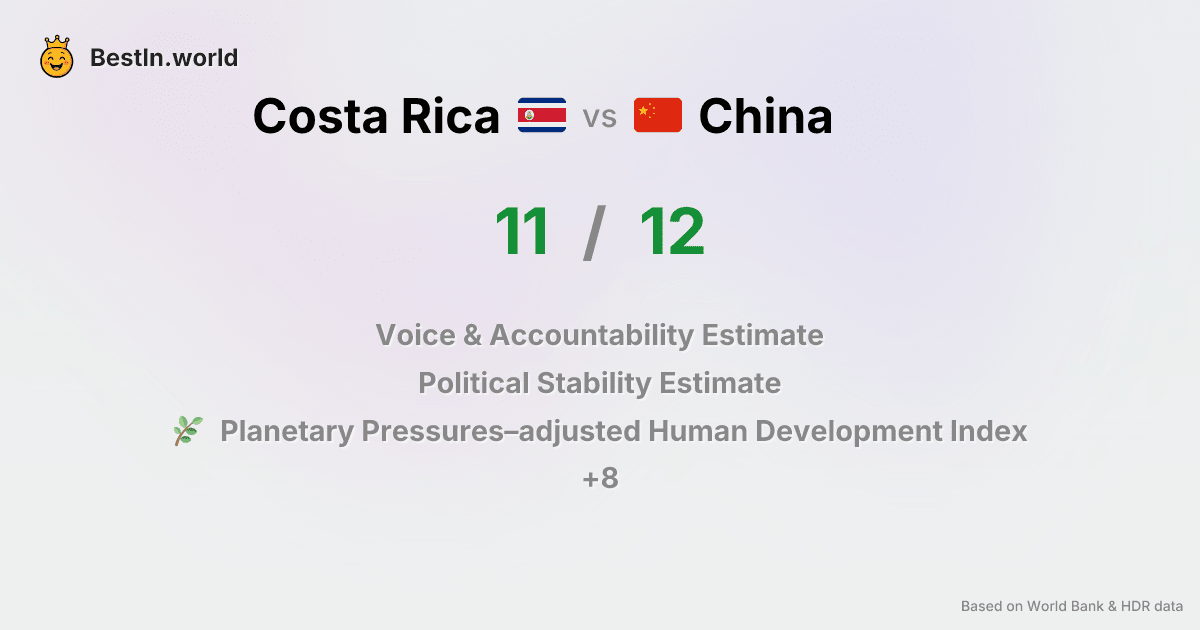 BestIn.world
Costa Rica vs China
11 / 12
Voice & Accountability Estimate
Political Stability Estimate
Planetary Pressures–adjusted Human Development Index
+8
Based on World Bank & HDR data